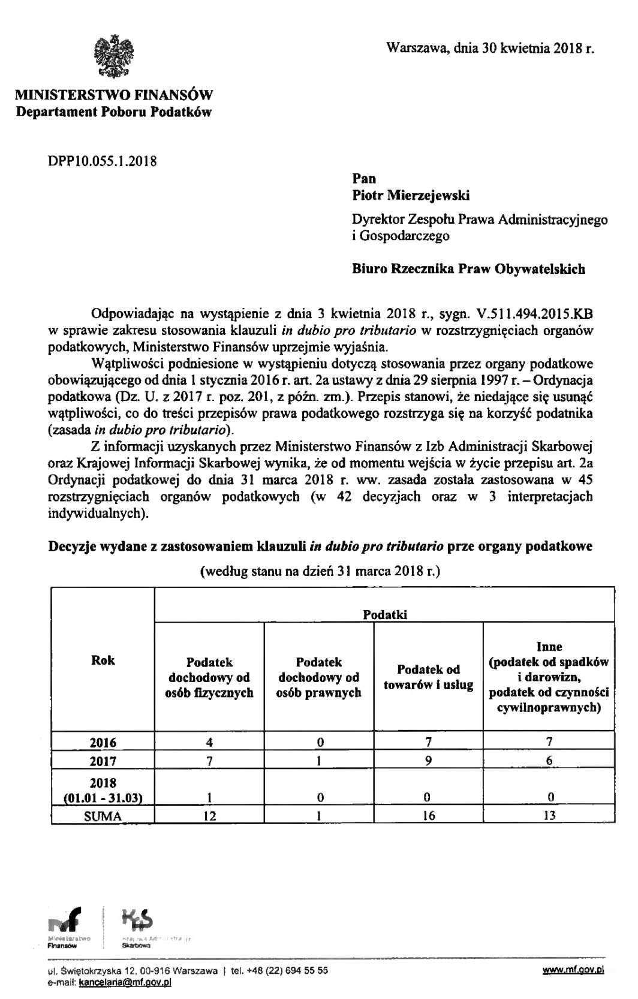 Warszawa, dnia 30 kwietnia 2018 r.
MINISTERSTWO FINANSÓW
Departament Poboru Podatków
DPP10.055.1.2018
Pan
Piotr Mierzejewski
Dyrektor Zespołu Prawa Administracyjnego
i Gospodarczego
Biuro Rzecznika Praw Obywatelskich
Odpowiadając na wystąpienie z dnia 3 kwietnia 2018 r., sygn. V.511.494.2015.KB
w sprawie zakresu stosowania klauzuli in dubio pro tributario w rozstrzygnięciach organów
podatkowych, Ministerstwo Finansów uprzejmie wyjaśnia.
Wątpliwości podniesione w wystąpieniu dotyczą stosowania przez organy podatkowe
obowiązującego od dnia 1 stycznia 2016 r. art. 2a ustawy z dnia 29 sierpnia 1997 r. – Ordynacja
podatkowa (Dz. U. z 2017 r. poz. 201, z późn. zm.). Przepis stanowi, że niedające się usunąć
wątpliwości, co do treści przepisów prawa podatkowego rozstrzyga się na korzyść podatnika
(zasada in dubio pro tributario).
Z informacji uzyskanych przez Ministerstwo Finansów z Izb Administracji Skarbowej
oraz Krajowej Informacji Skarbowej wynika, że od momentu wejścia w życie przepisu art. 2a
Ordynacji podatkowej do dnia 31 marca 2018 r. ww. zasada została zastosowana w 45
rozstrzygnięciach organów podatkowych (w 42 decyzjach oraz w 3 interpretacjach
indywidualnych).
Decyzje wydane z zastosowaniem klauzuli in dubio pro tributario prze organy podatkowe
(według stanu na dzień 31 marca 2018 r.)
Podatki
Rok
Podatek
dochodowy od
osób fizycznych
Podatek
dochodowy od
osób prawnych
Podatek od
towarów i usług
Inne
(podatek od spadków
i darowizn,
podatek od czynności
cywilnoprawnych)
2016 4 0 7 7
2017 7 1 9 6
2018
(01.01 - 31.03) 1 0 0 0
SUMA 12 1 16 13
mf
Ministerstwo
Finansów
KAS
Krajowa Administracja
Skarbowa
ul. Świętokrzyska 12, 00-916 Warszawa | tel. +48 (22) 694 55 55
www.mf.gov.pl
e-mail: kancelaria@mf.gov.pl